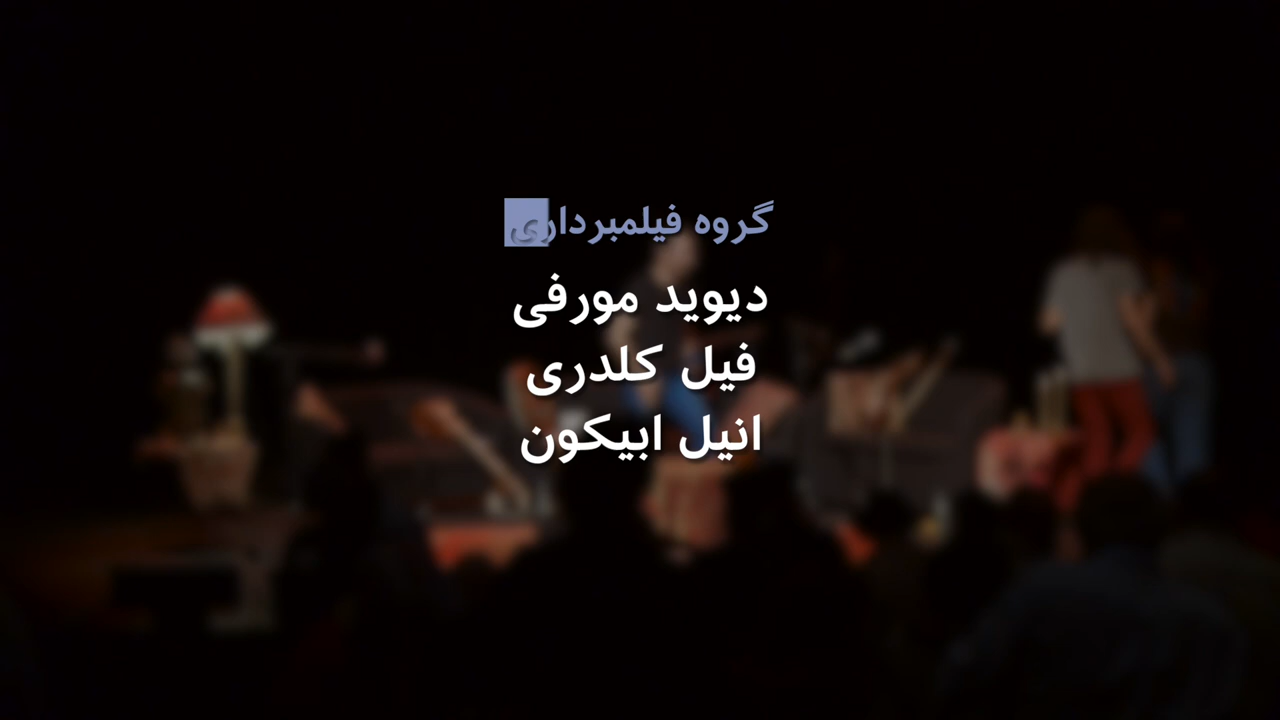 گروه فیلمبرداری
دیوید مورفی
فیل کلدری
انیل ابیکون